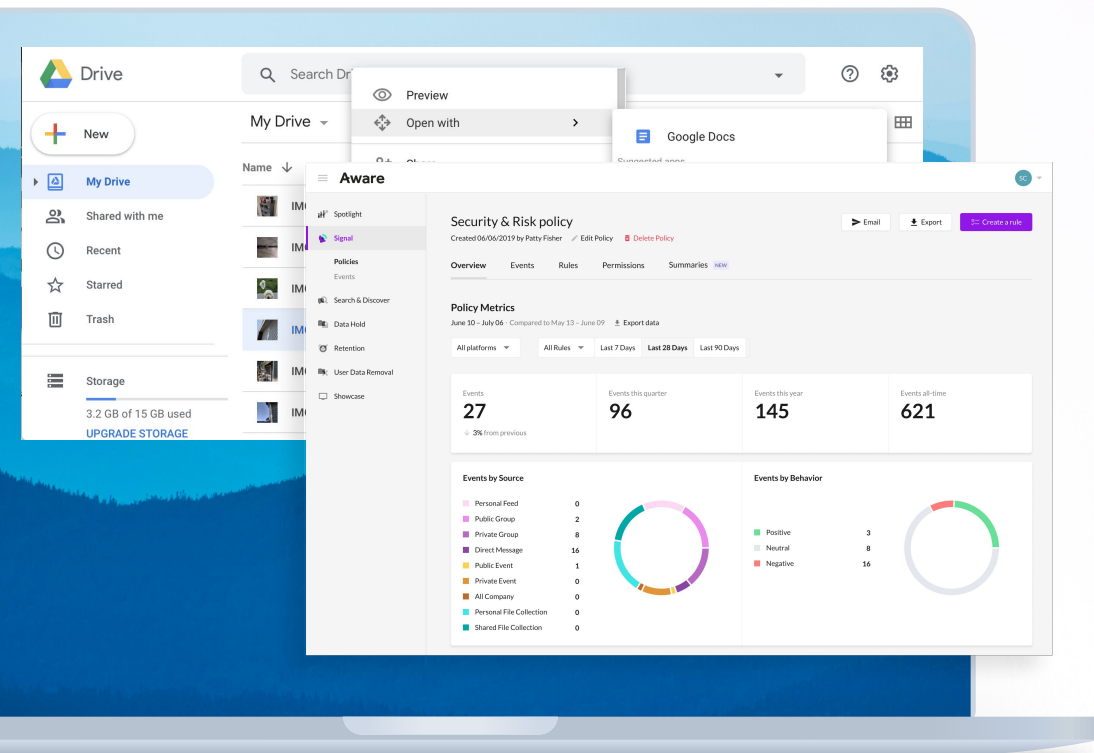 Drive
Search Dr
New
My Drive
Preview
Open with
Google Docs
Name
My Drive
Shared with me
Recent
Starred
Trash
Storage
3.2 GB of 15 GB used
UPGRADE STORAGE
IM
IM
IM
IM
IM
IM
Aware
SC
Spotlight
Signal
Policies
Events
Search & Discover
Data Hold
Retention
User Data Removal
Showcase
Security & Risk policy
Created 06/06/2019 by Patty Fisher Edit Policy Delete Policy
Email Export Create a rule
Overview Events Rules Permissions Summaries NEW
Policy Metrics
June 10 – July 06 · Compared to May 13 – June 09 Export data
All platforms All Rules Last 7 Days Last 28 Days Last 90 Days
Events Events this quarter Events this year Events all-time
27 96 145 621
3% from previous
Events by Source
Personal Feed 0
Public Group 2
Private Group 8
Direct Message 16
Public Event 1
Private Event 0
All Company 0
Personal File Collection 0
Shared File Collection 0
Events by Behavior
Positive 3
Neutral 8
Negative 16